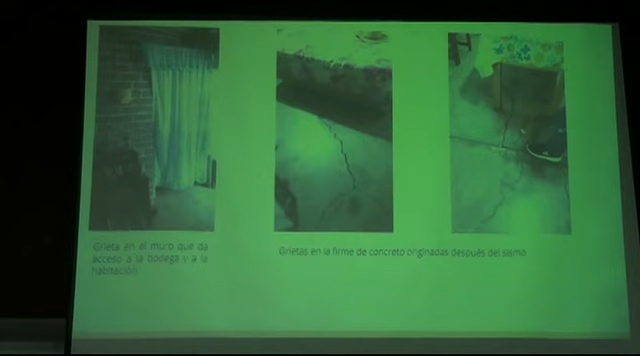 Grieta en el muro que da
acceso a la bodega y a la
habitación
Grietas en la firme de concreto originadas después del sismo